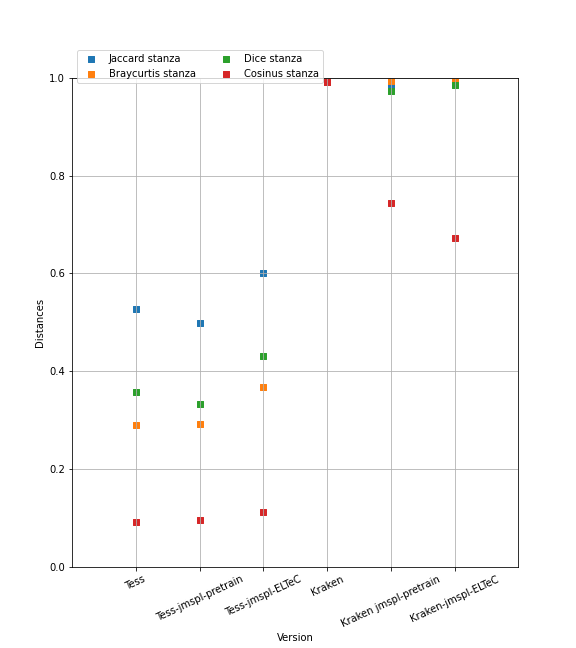 Jaccard stanza
Braycurtis stanza
Dice stanza
Cosinus stanza
1.0
0.8
0.6
0.4
0.2
0.0
Distances
Tess
Tess-jmspl-pretrain
Tess-jmspl-ELTeC
Kraken
Kraken jmspl-pretrain
Kraken-jmspl-ELTeC
Version